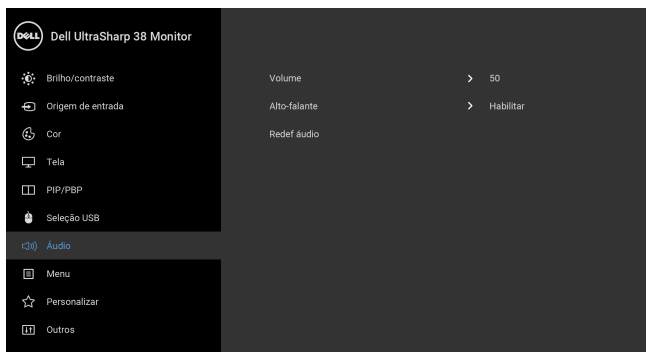 DELL Dell UltraSharp 38 Monitor
Brilho/contraste
Origem de entrada
Cor
Tela
PIP/PBP
Seleção USB
Áudio
Menu
Personalizar
Outros
Volume > 50
Alto-falante > Habilitar
Redef áudio